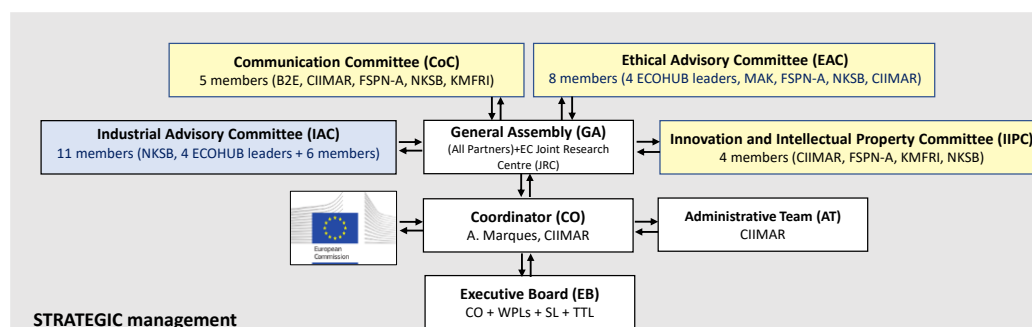 Communication Committee (CoC)
5 members (B2E, CIIMAR, FSPN-A, NKSB, KMFRI)
Ethical Advisory Committee (EAC)
8 members (4 ECOHUB leaders, MAK, FSPN-A, NKSB, CIIMAR)
Industrial Advisory Committee (IAC)
11 members (NKSB, 4 ECOHUB leaders + 6 members)
General Assembly (GA)
(All Partners)+EC Joint Research
Centre (JRC)
Innovation and Intellectual Property Committee (IIPC)
4 members (CIIMAR, FSPN-A, KMFRI, NKSB)
European
Commission
Coordinator (CO)
A. Marques, CIIMAR
Administrative Team (AT)
CIIMAR
Executive Board (EB)
CO + WPLs + SL + TTL
STRATEGIC management